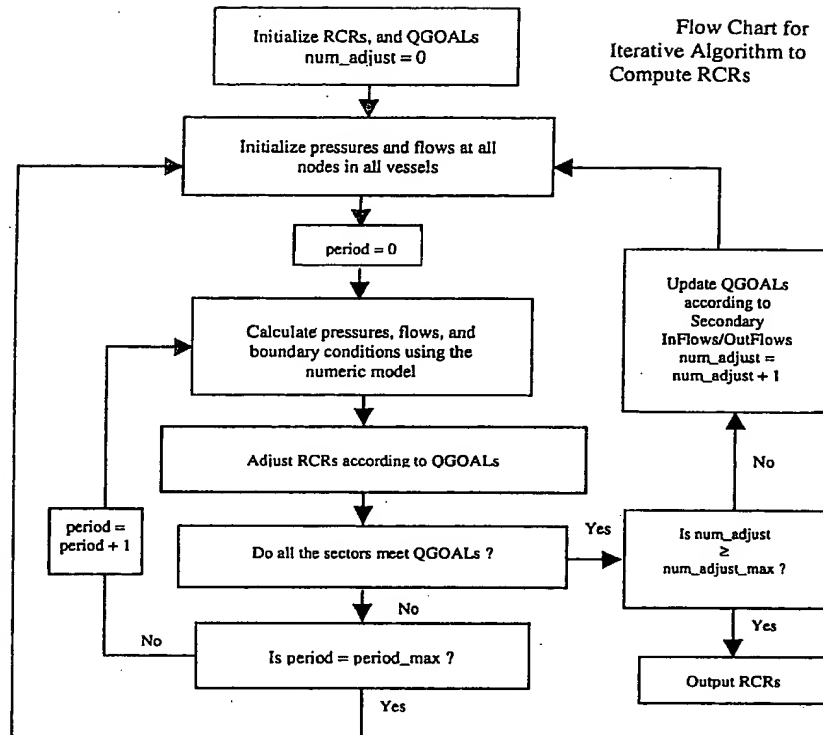 Flow Chart for
Iterative Algorithm to
Compute RCRs
Initialize RCRs, and QGOALs
num_adjust = 0
Initialize pressures and flows at all
nodes in all vessels
period = 0
Calculate pressures, flows, and
boundary conditions using the
numeric model
Adjust RCRs according to QGOALs
Do all the sectors meet QGOALs ?
Yes
No
Is period = period_max ?
No
Yes
period =
period + 1
Update QGOALs
according to
Secondary
InFlows/OutFlows
num_adjust =
num_adjust + 1
No
Is num_adjust
≥
num_adjust_max ?
Yes
Output RCRs